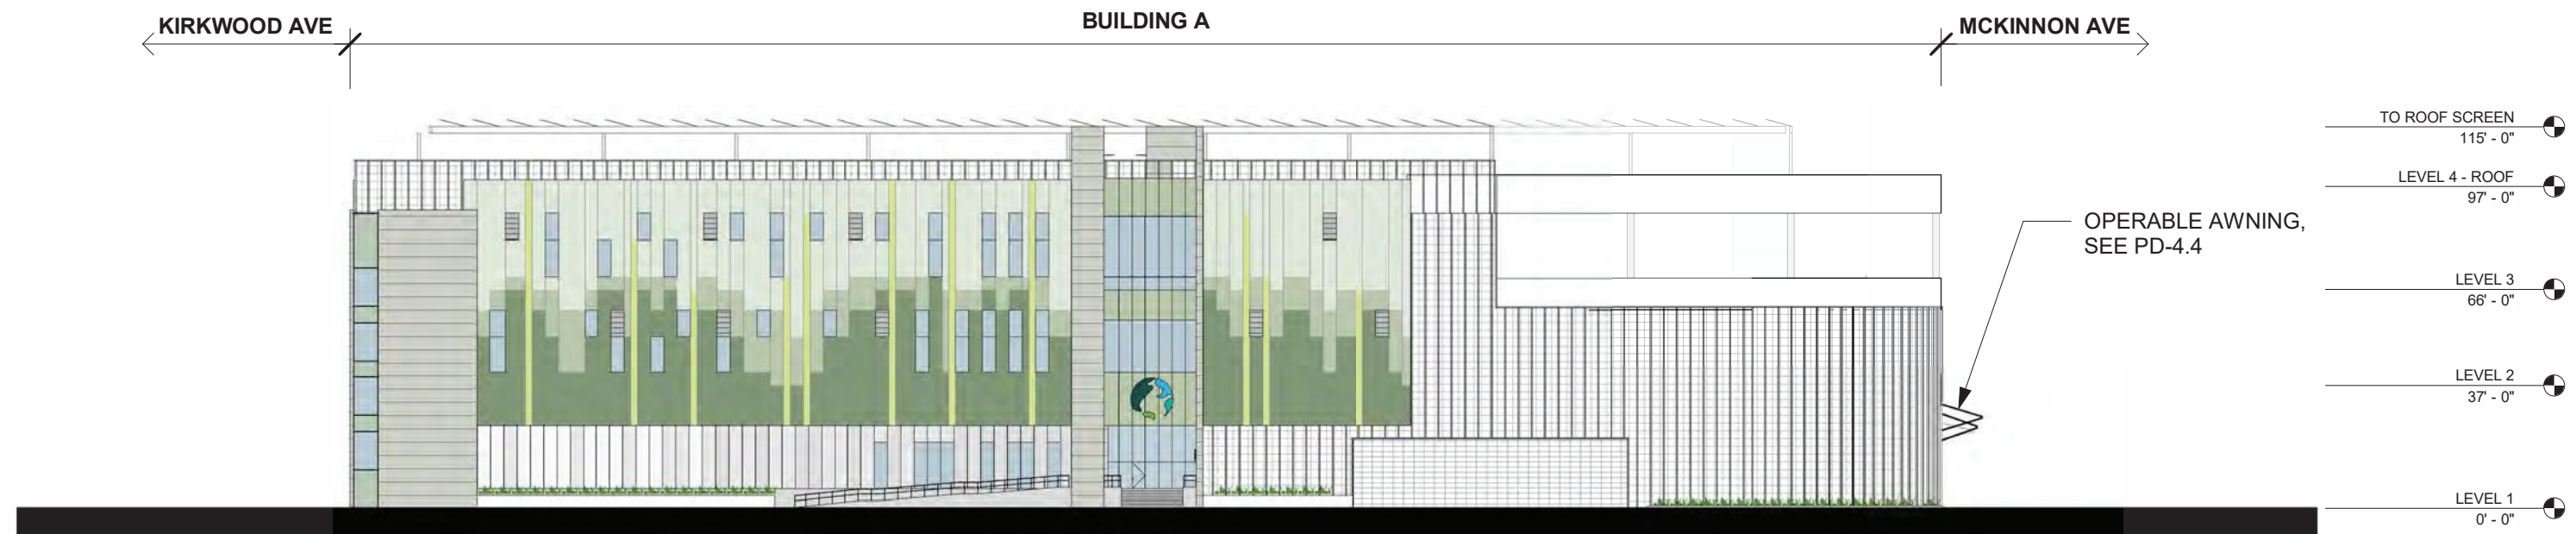 KIRKWOOD AVE
BUILDING A
MCKINNON AVE
TO ROOF SCREEN
115' - 0"
LEVEL 4 - ROOF
97' - 0"
OPERABLE AWNING,
SEE PD-4.4
LEVEL 3
66' - 0"
LEVEL 2
37' - 0"
LEVEL 1
0' - 0"